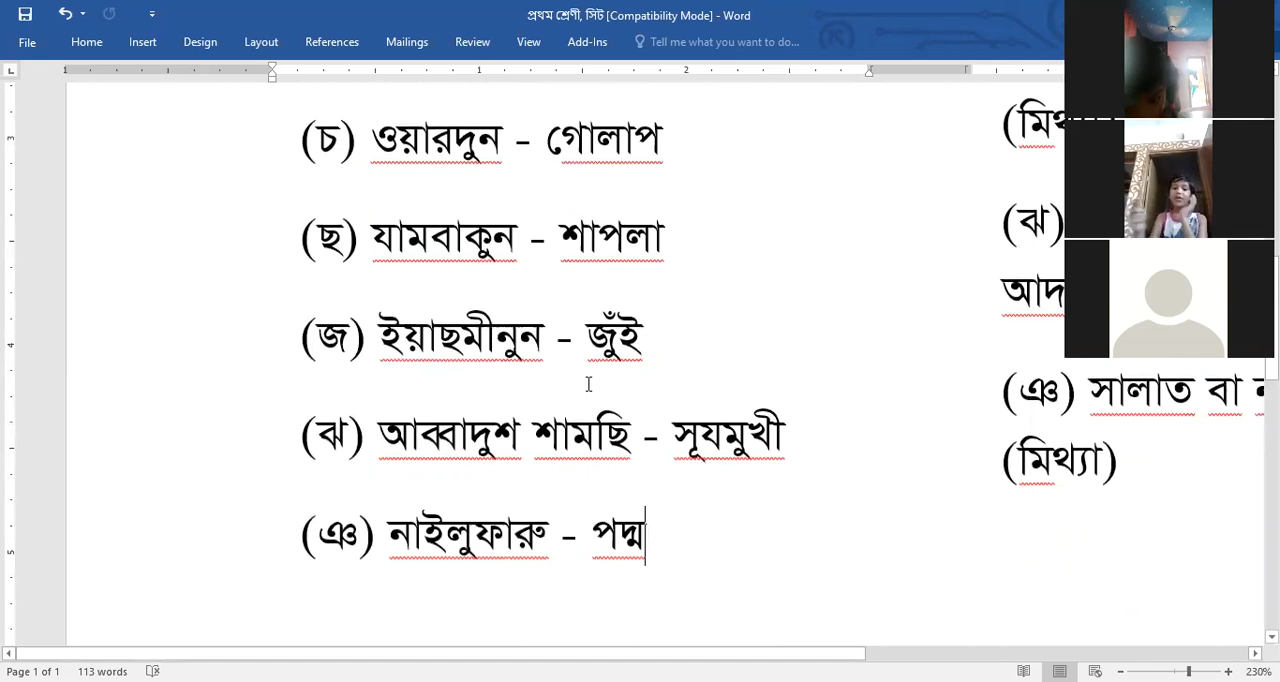 প্রথম শ্রেণী, সিট [Compatibility Mode] - Word
File Home Insert Design Layout References Mailings Review View Add-Ins Tell me what you want to do...
(চ) ওয়ারদুন - গোলাপ
(ছ) যামবাকুন - শাপলা
(জ) ইয়াছমীনুন - জুঁই
(ঝ) আব্বাদুশ শামছি - সূযমুখী
(ঞ) নাইলুফারু - পদ্ম
(ঝ)
(ঞ) সালাত বা
(মিথ্যা)
Page 1 of 1 113 words
230%